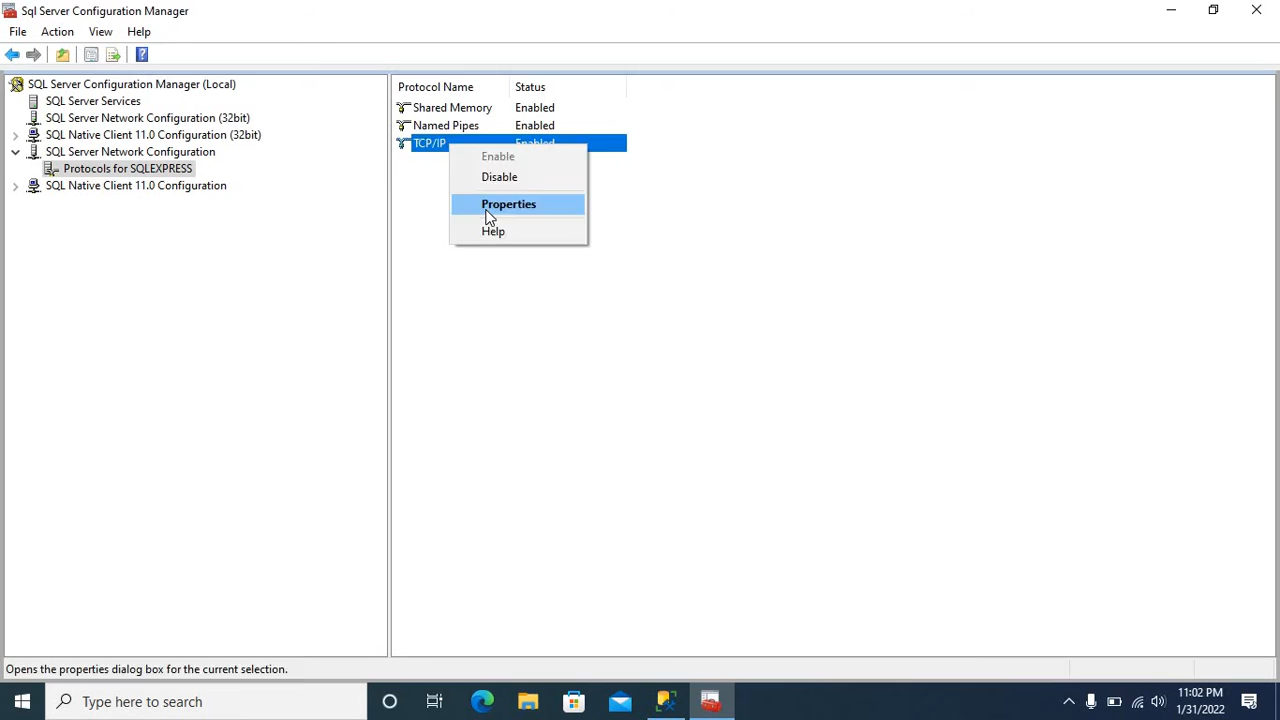 Sql Server Configuration Manager
File Action View Help
SQL Server Configuration Manager (Local)
SQL Server Services
SQL Server Network Configuration (32bit)
SQL Native Client 11.0 Configuration (32bit)
SQL Server Network Configuration
Protocols for SQLEXPRESS
SQL Native Client 11.0 Configuration
Protocol Name Status
Shared Memory Enabled
Named Pipes Enabled
TCP/IP Enabled
Enable
Disable
Properties
Help
Opens the properties dialog box for the current selection.
Type here to search
11:02 PM
1/31/2022